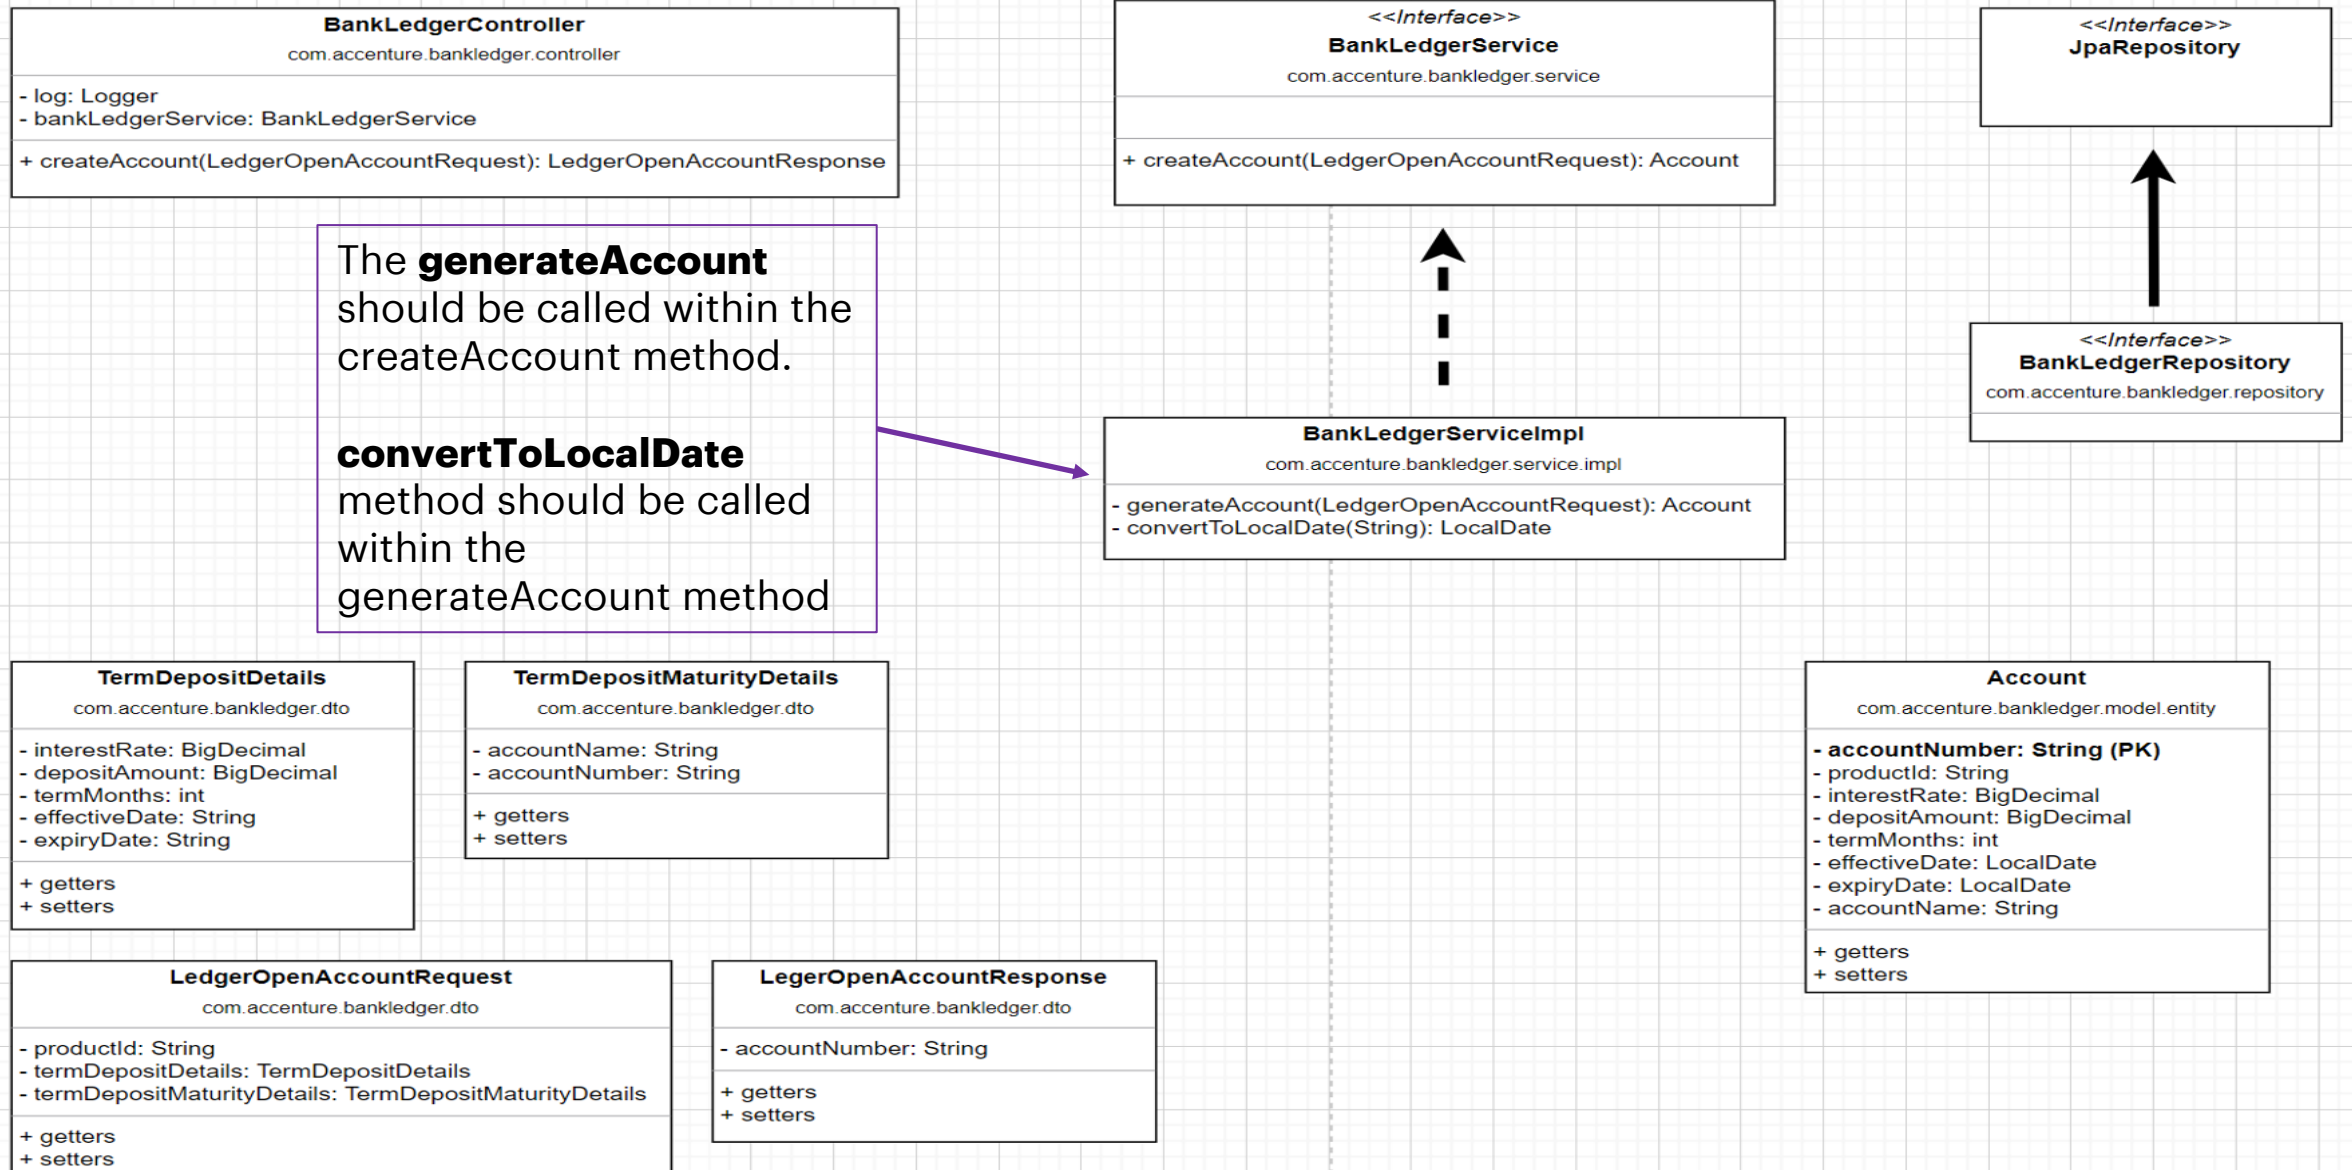 BankLedgerController
com.accenture.bankledger.controller
- log: Logger
- bankLedgerService: BankLedgerService
+ createAccount(LedgerOpenAccountRequest): LedgerOpenAccountResponse
<<Interface>>
BankLedgerService
com.accenture.bankledger.service
+ createAccount(LedgerOpenAccountRequest): Account
<<Interface>>
JpaRepository
The generateAccount
should be called within the
createAccount method.
convertToLocalDate
method should be called
within the
generateAccount method
BankLedgerServiceImpl
com.accenture.bankledger.service.impl
- generateAccount(LedgerOpenAccountRequest): Account
- convertToLocalDate(String): LocalDate
<<Interface>>
BankLedgerRepository
com.accenture.bankledger.repository
TermDepositDetails
com.accenture.bankledger.dto
- interestRate: BigDecimal
- depositAmount: BigDecimal
- termMonths: int
- effectiveDate: String
- expiryDate: String
+ getters
+ setters
TermDepositMaturityDetails
com.accenture.bankledger.dto
- accountName: String
- accountNumber: String
+ getters
+ setters
Account
com.accenture.bankledger.model.entity
- accountNumber: String (PK)
- productId: String
- interestRate: BigDecimal
- depositAmount: BigDecimal
- termMonths: int
- effectiveDate: LocalDate
- expiryDate: LocalDate
- accountName: String
+ getters
+ setters
LedgerOpenAccountRequest
com.accenture.bankledger.dto
- productId: String
- termDepositDetails: TermDepositDetails
- termDepositMaturityDetails: TermDepositMaturityDetails
+ getters
+ setters
LegerOpenAccountResponse
com.accenture.bankledger.dto
- accountNumber: String
+ getters
+ setters